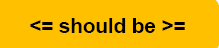 <= should be >=